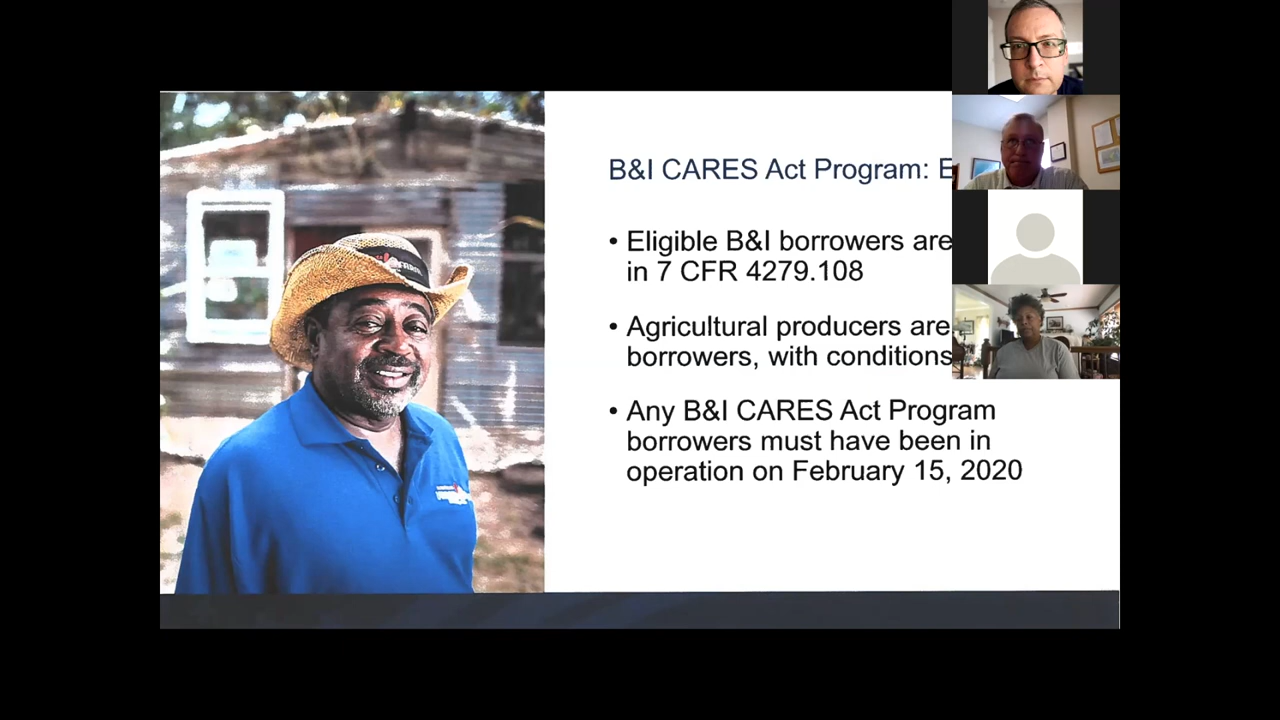 B&I CARES Act Program: E
• Eligible B&I borrowers are
in 7 CFR 4279.108
• Agricultural producers are
borrowers, with conditions
• Any B&I CARES Act Program
borrowers must have been in
operation on February 15, 2020